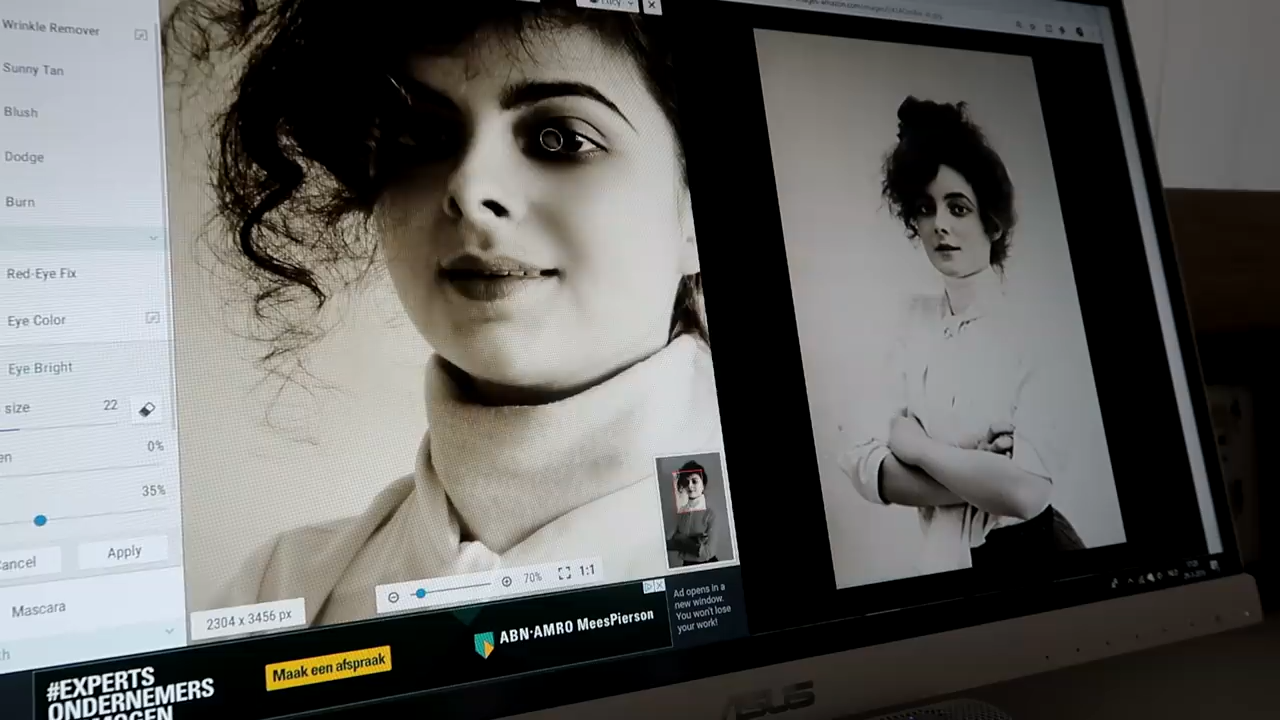 Wrinkle Remover
Sunny Tan
Blush
Dodge
Burn
Red-Eye Fix
Eye Color
Eye Bright
size 22
0%
35%
Apply
Mascara
70% 1:1
2304 x 3456 px
Ad opens in a
new window.
You won't lose
your work!
#EXPERTS
ONDERNEMERS
Maak een afspraak
ABN·AMRO MeesPierson
ASUS